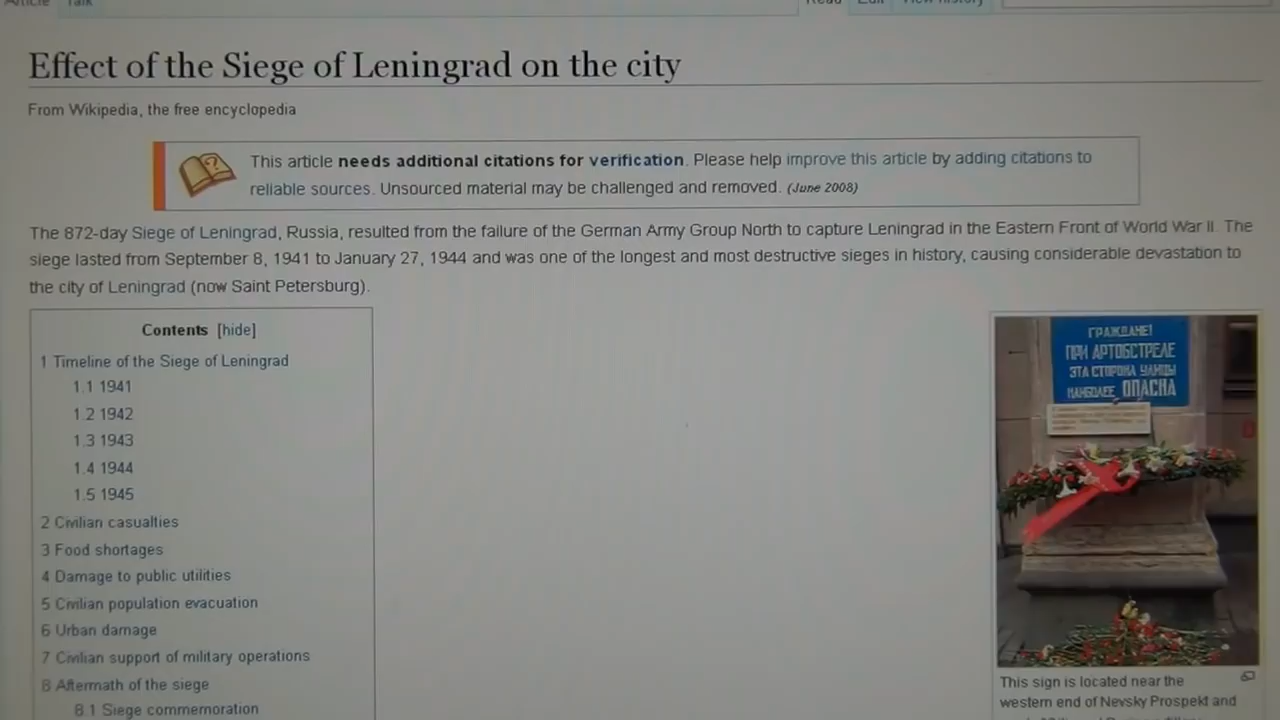 Article Talk
Read Edit View history
Effect of the Siege of Leningrad on the city
From Wikipedia, the free encyclopedia
This article needs additional citations for verification. Please help improve this article by adding citations to
reliable sources. Unsourced material may be challenged and removed. (June 2008)
The 872-day Siege of Leningrad, Russia, resulted from the failure of the German Army Group North to capture Leningrad in the Eastern Front of World War II. The
siege lasted from September 8, 1941 to January 27, 1944 and was one of the longest and most destructive sieges in history, causing considerable devastation to
the city of Leningrad (now Saint Petersburg).
Contents [hide]
1 Timeline of the Siege of Leningrad
1.1 1941
1.2 1942
1.3 1943
1.4 1944
1.5 1945
2 Civilian casualties
3 Food shortages
4 Damage to public utilities
5 Civilian population evacuation
6 Urban damage
7 Civilian support of military operations
8 Aftermath of the siege
8.1 Siege commemoration
ГРАЖДАНЕ!
ПРИ АРТОБСТРЕЛЕ
ЭТА СТОРОНА УЛИЦЫ
НАИБОЛЕЕ ОПАСНА
This sign is located near the
western end of Nevsky Prospekt and